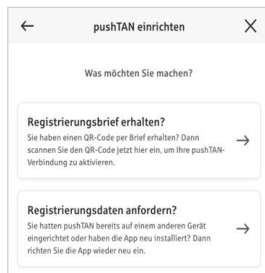 pushTAN einrichten
Was möchten Sie machen?
Registrierungsbrief erhalten?
Sie haben einen QR-Code per Brief erhalten? Dann
scannen Sie den QR-Code jetzt hier ein, um Ihre pushTAN-
Verbindung zu aktivieren.
Registrierungsdaten anfordern?
Sie hatten pushTAN bereits auf einem anderen Gerät
eingerichtet oder haben die App neu installiert? Dann
richten Sie die App wieder neu ein.